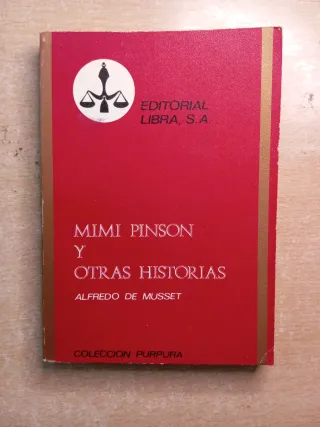 EDITORIAL
LIBRA, S.A.
MIMI PINSON
Y
OTRAS HISTORIAS
ALFREDO DE MUSSET
COLECCION PURPURA